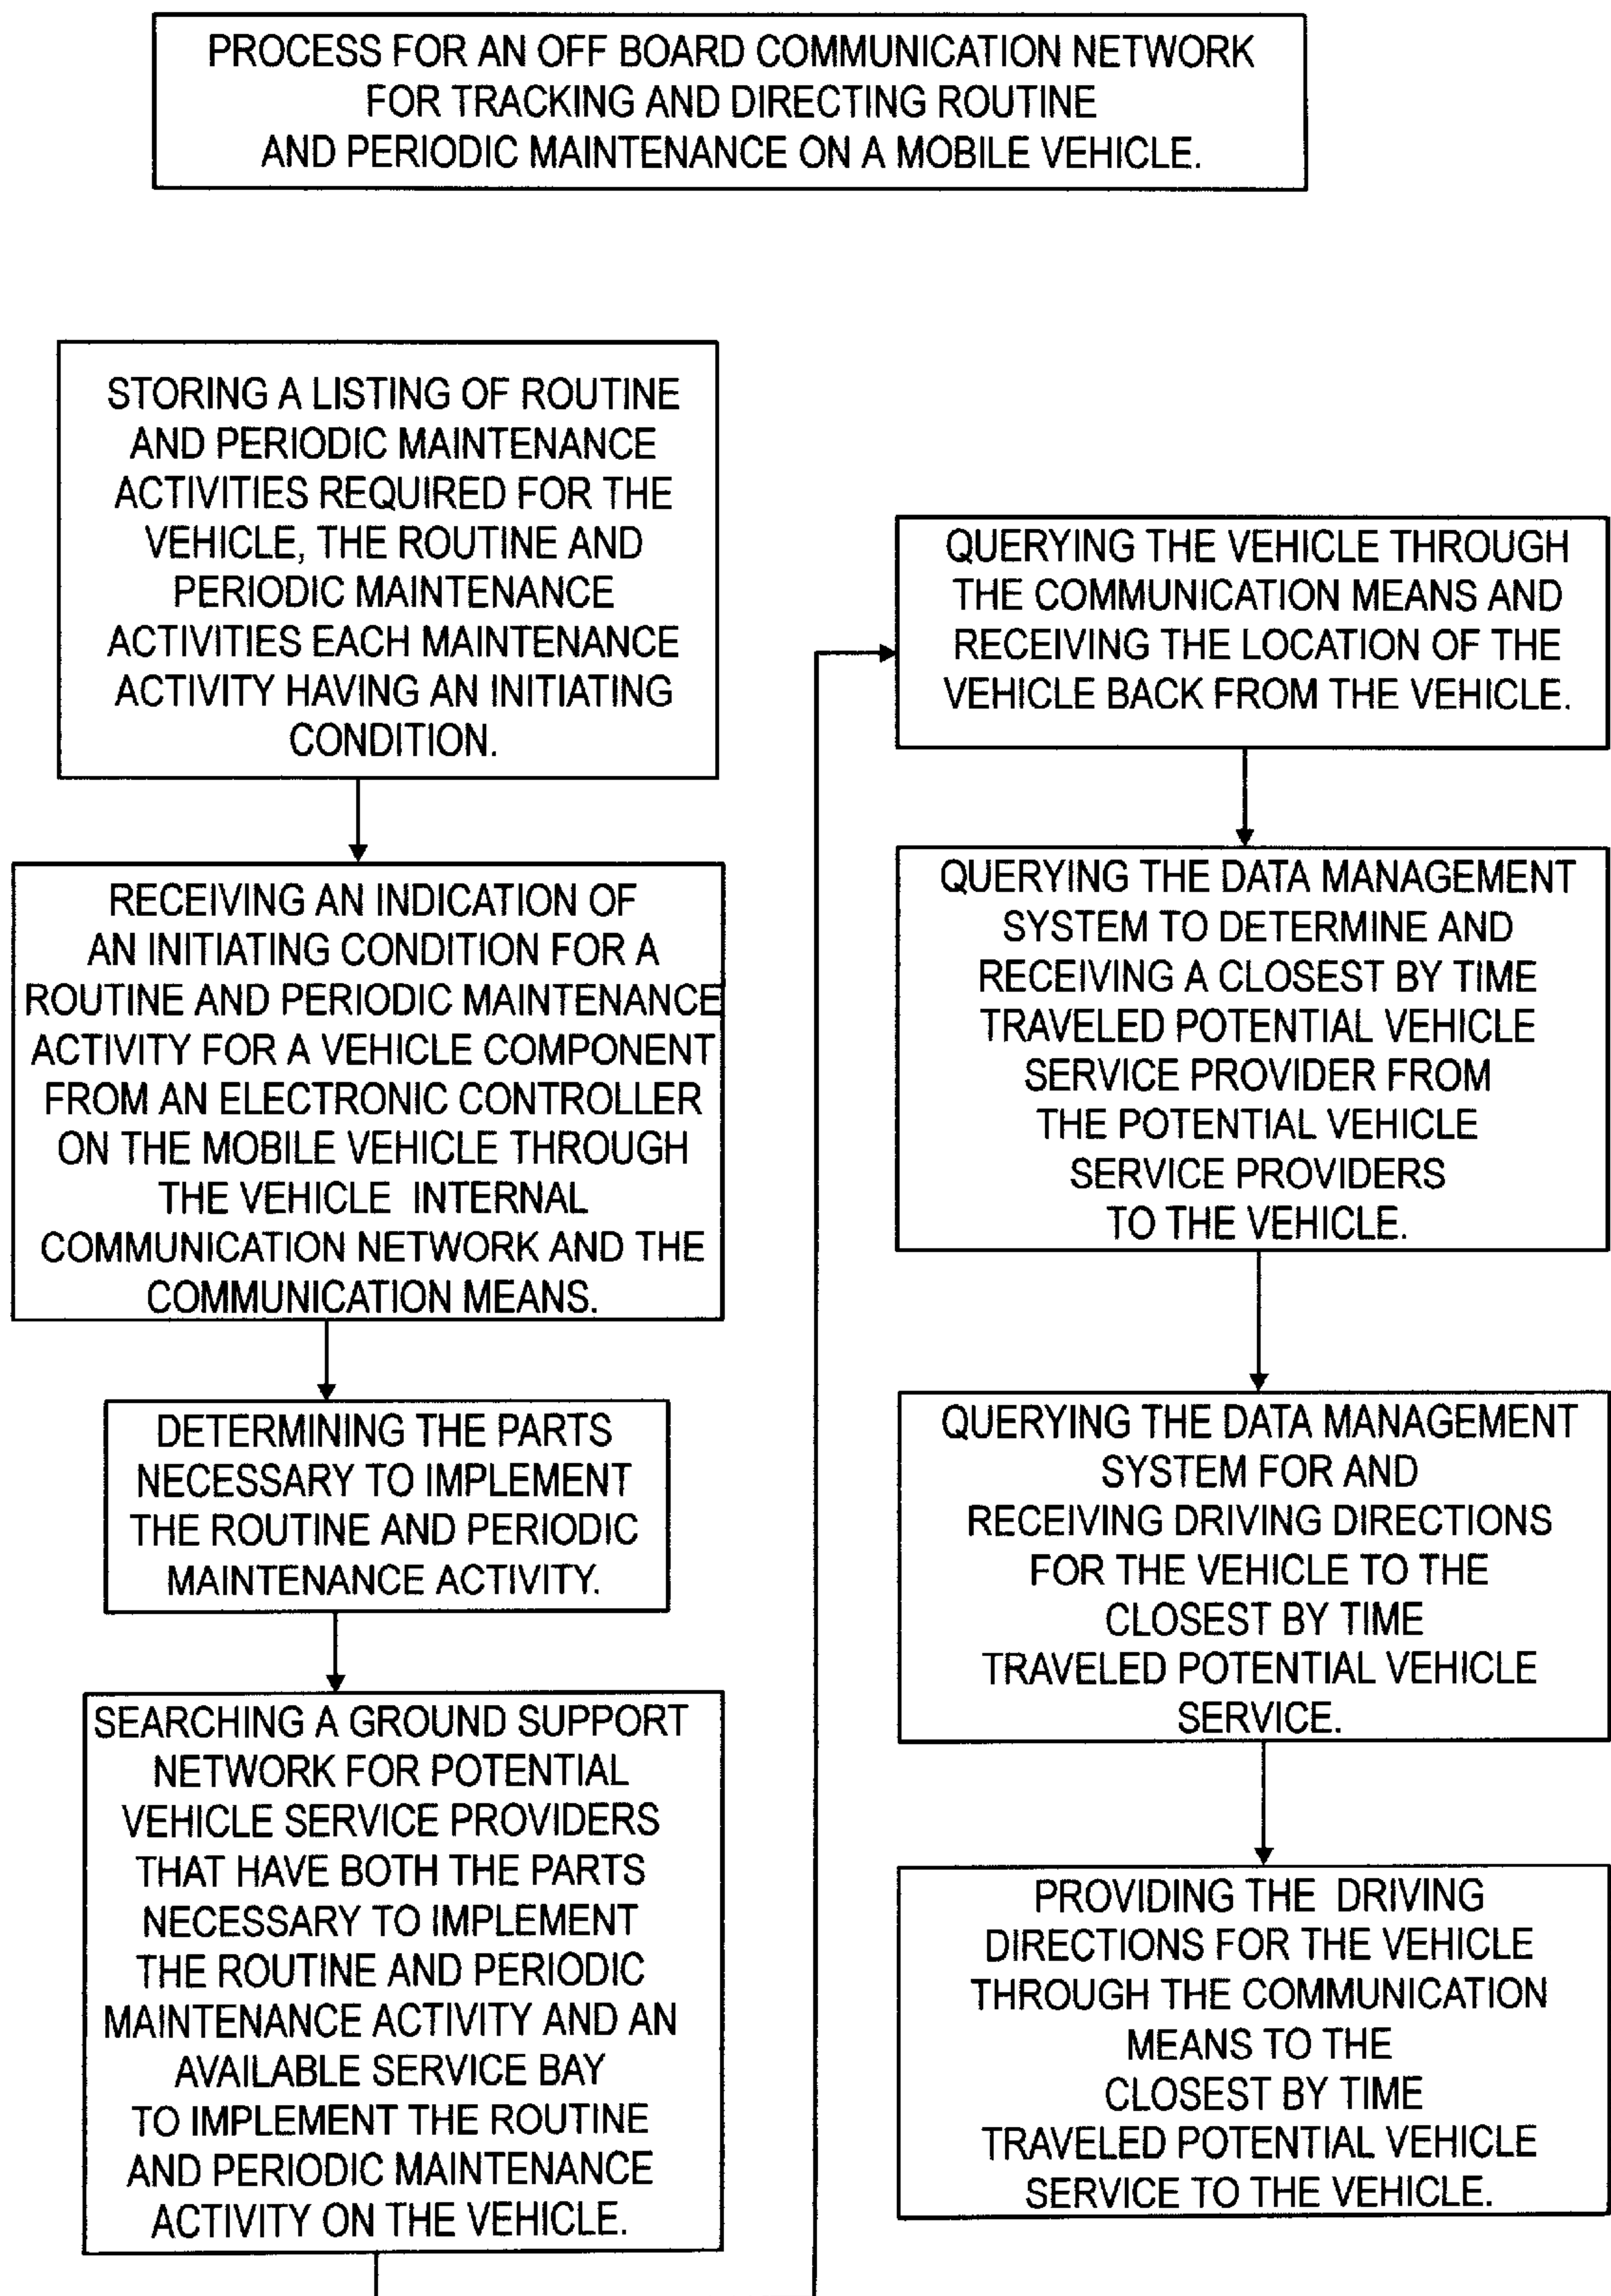 PROCESS FOR AN OFF BOARD COMMUNICATION NETWORK
FOR TRACKING AND DIRECTING ROUTINE
AND PERIODIC MAINTENANCE ON A MOBILE VEHICLE.
STORING A LISTING OF ROUTINE
AND PERIODIC MAINTENANCE
ACTIVITIES REQUIRED FOR THE
VEHICLE, THE ROUTINE AND
PERIODIC MAINTENANCE
ACTIVITIES EACH MAINTENANCE
ACTIVITY HAVING AN INITIATING
CONDITION.
RECEIVING AN INDICATION OF
AN INITIATING CONDITION FOR A
ROUTINE AND PERIODIC MAINTENANCE
ACTIVITY FOR A VEHICLE COMPONENT
FROM AN ELECTRONIC CONTROLLER
ON THE MOBILE VEHICLE THROUGH
THE VEHICLE INTERNAL
COMMUNICATION NETWORK AND THE
COMMUNICATION MEANS.
DETERMINING THE PARTS
NECESSARY TO IMPLEMENT
THE ROUTINE AND PERIODIC
MAINTENANCE ACTIVITY.
SEARCHING A GROUND SUPPORT
NETWORK FOR POTENTIAL
VEHICLE SERVICE PROVIDERS
THAT HAVE BOTH THE PARTS
NECESSARY TO IMPLEMENT
THE ROUTINE AND PERIODIC
MAINTENANCE ACTIVITY AND AN
AVAILABLE SERVICE BAY
TO IMPLEMENT THE ROUTINE
AND PERIODIC MAINTENANCE
ACTIVITY ON THE VEHICLE.
QUERYING THE VEHICLE THROUGH
THE COMMUNICATION MEANS AND
RECEIVING THE LOCATION OF THE
VEHICLE BACK FROM THE VEHICLE.
QUERYING THE DATA MANAGEMENT
SYSTEM TO DETERMINE AND
RECEIVING A CLOSEST BY TIME
TRAVELED POTENTIAL VEHICLE
SERVICE PROVIDER FROM
THE POTENTIAL VEHICLE
SERVICE PROVIDERS
TO THE VEHICLE.
QUERYING THE DATA MANAGEMENT
SYSTEM FOR AND
RECEIVING DRIVING DIRECTIONS
FOR THE VEHICLE TO THE
CLOSEST BY TIME
TRAVELED POTENTIAL VEHICLE
SERVICE.
PROVIDING THE DRIVING
DIRECTIONS FOR THE VEHICLE
THROUGH THE COMMUNICATION
MEANS TO THE
CLOSEST BY TIME
TRAVELED POTENTIAL VEHICLE
SERVICE TO THE VEHICLE.